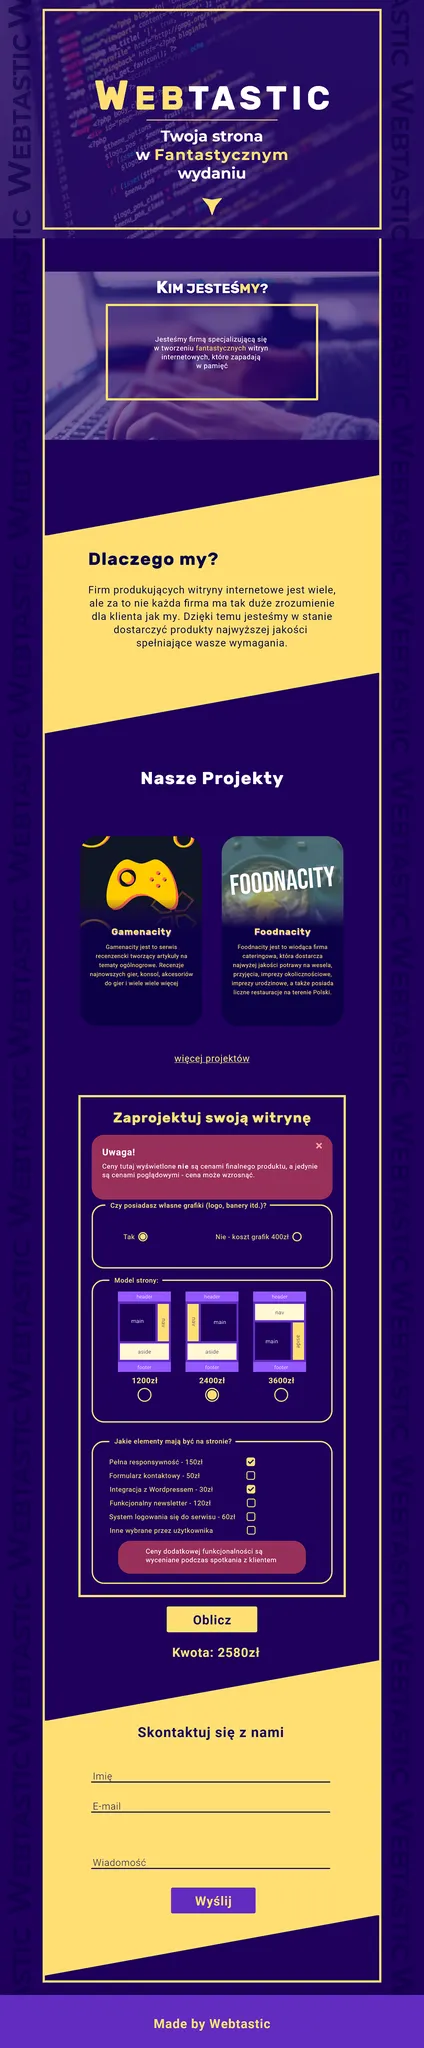 WEBTASTIC
Twoja strona
w Fantastycznym
wydaniu
KIM JESTEŚMY?
Jesteśmy firmą specjalizującą się
w tworzeniu fantastycznych witryn
internetowych, które zapadają
w pamięć
Dlaczego my?
Firm produkujących witryny internetowe jest wiele,
ale za to nie każda firma ma tak duże zrozumienie
dla klienta jak my. Dzięki temu jesteśmy w stanie
dostarczyć produkty najwyższej jakości
spełniające wasze wymagania.
Nasze Projekty
Gamenacity
Gamenacity jest to serwis
recenzencki tworzący artykuły na
tematy ogólnogrowe. Recenzje
najnowszych gier, konsol, akcesoriów
do gier i wiele wiele więcej
FOODNACITY
Foodnacity
Foodnacity jest to wiodąca firma
cateringowa, która dostarcza
najwyżej jakości potrawy na wesela,
przyjęcia, imprezy okolicznościowe,
imprezy urodzinowe, a także posiada
liczne restauracje na terenie Polski.
więcej projektów
Zaprojektuj swoją witrynę
Uwaga!
Ceny tutaj wyświetlone nie są cenami finalnego produktu, a jedynie
są cenami poglądowymi - cena może wzrosnąć.
Czy posiadasz własne grafiki (logo, banery itd.)?
Tak
Nie - koszt grafik 400zł
Model strony:
header
main
nav
aside
footer
1200zł
header
nav
main
aside
footer
2400zł
header
nav
main
aside
footer
3600zł
Jakie elementy mają być na stronie?
Pełna responsywność - 150zł
Formularz kontaktowy - 50zł
Integracja z Wordpressem - 30zł
Funkcjonalny newsletter - 120zł
System logowania się do serwisu - 60zł
Inne wybrane przez użytkownika
Ceny dodatkowej funkcjonalności są
wyceniane podczas spotkania z klientem
Oblicz
Kwota: 2580zł
Skontaktuj się z nami
Imię
E-mail
Wiadomość
Wyślij
Made by Webtastic